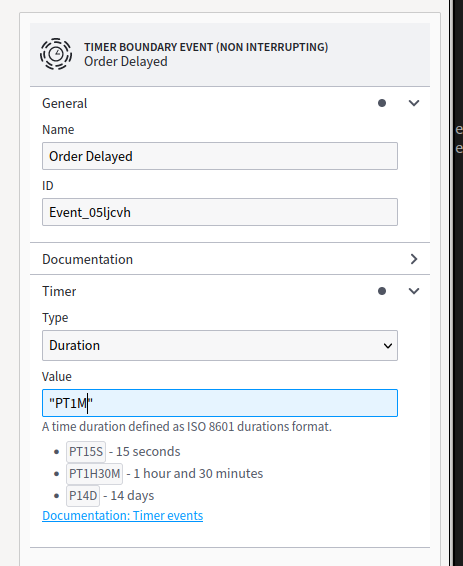 TIMER BOUNDARY EVENT (NON INTERRUPTING)
Order Delayed
General
Name
Order Delayed
ID
Event_05ljcvh
Documentation
Timer
Type
Duration
Value
"PT1M"
A time duration defined as ISO 8601 durations format.
• PT15S - 15 seconds
• PT1H30M - 1 hour and 30 minutes
• P14D - 14 days
Documentation: Timer events
e
e